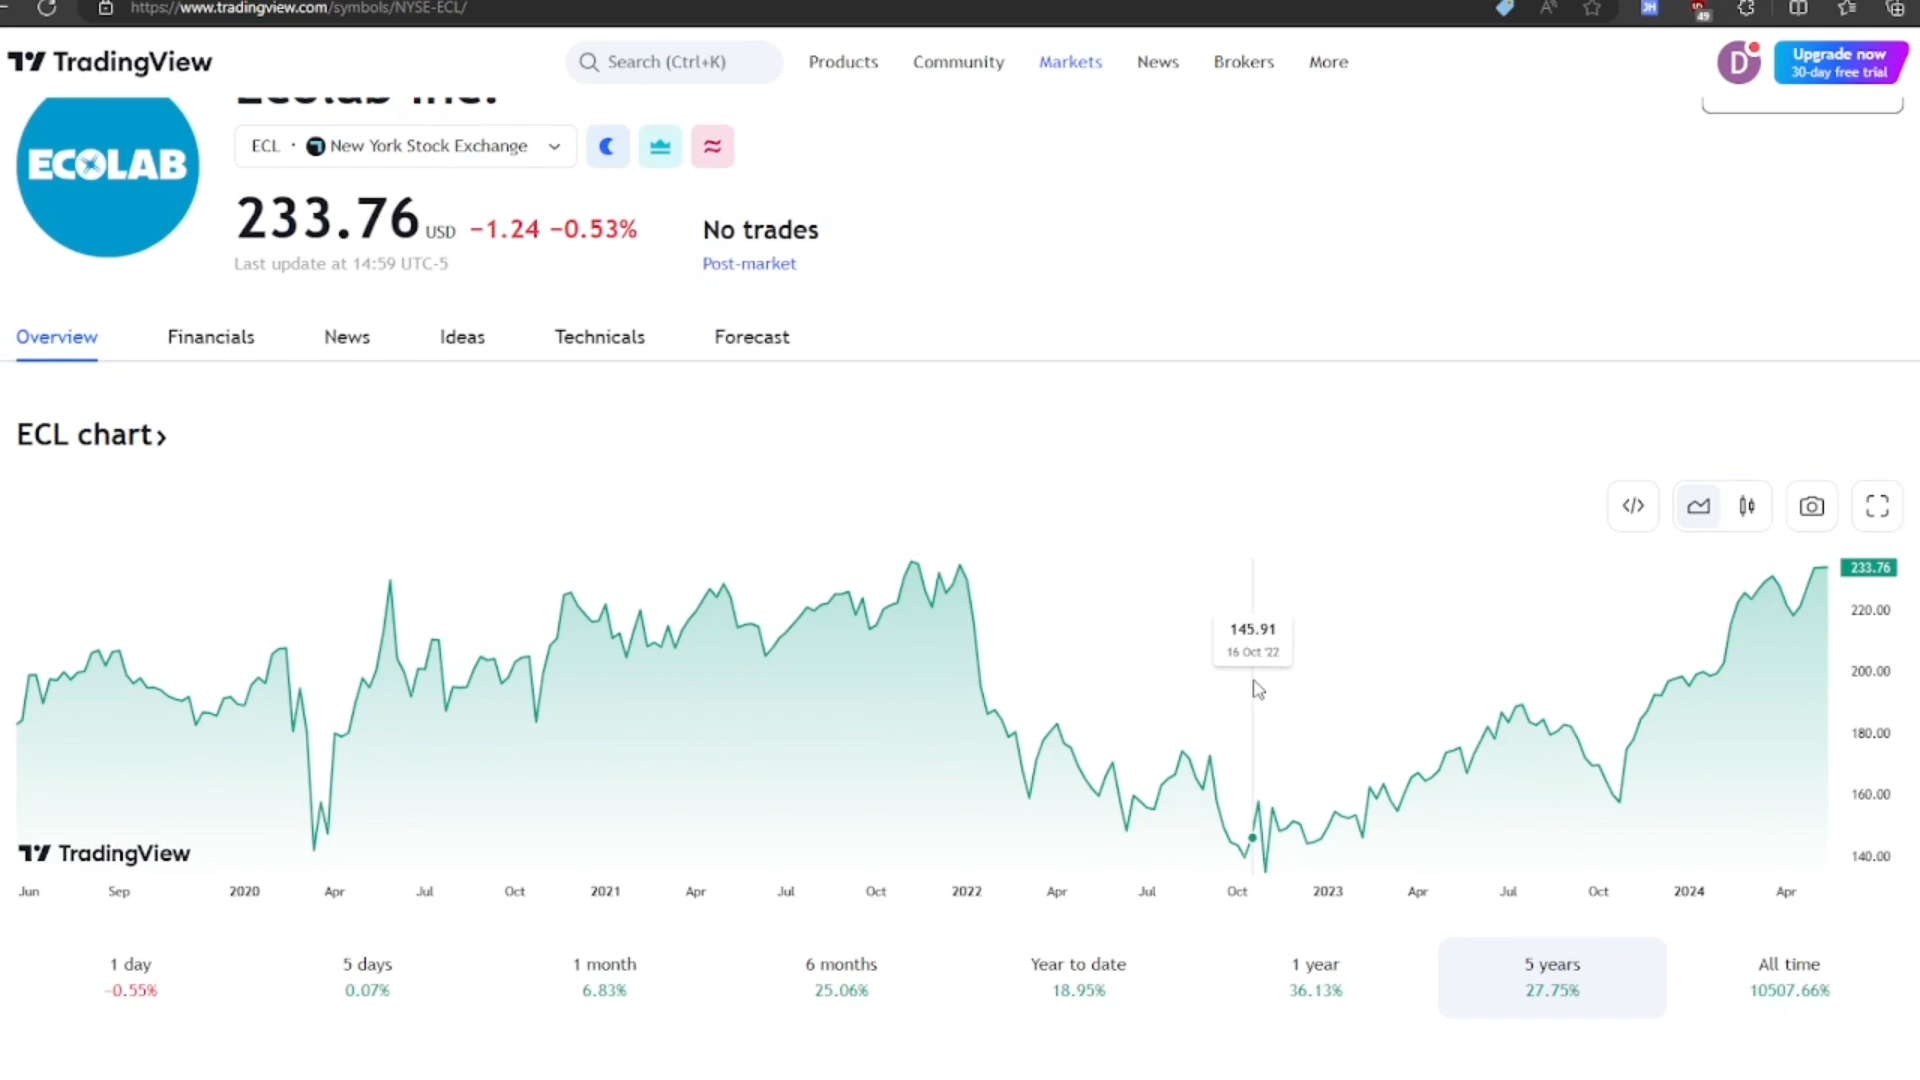 https://www.tradingview.com/symbols/NYSE-ECL/
JH
49
TradingView
Search (Ctrl+K)
Products
Community
Markets
News
Brokers
More
D
Upgrade now
30-day free trial
Ecolab Inc.
ECOLAB
ECL · New York Stock Exchange
233.76 USD −1.24 −0.53%
No trades
Last update at 14:59 UTC-5
Post-market
Overview
Financials
News
Ideas
Technicals
Forecast
ECL chart›
</>
233.76
220.00
200.00
180.00
160.00
140.00
145.91
16 Oct '22
TradingView
Jun
Sep
2020
Apr
Jul
Oct
2021
Apr
Jul
Oct
2022
Apr
Jul
Oct
2023
Apr
Jul
Oct
2024
Apr
1 day
5 days
1 month
6 months
Year to date
1 year
5 years
All time
−0.55%
0.07%
6.83%
25.06%
18.95%
36.13%
27.75%
10507.66%